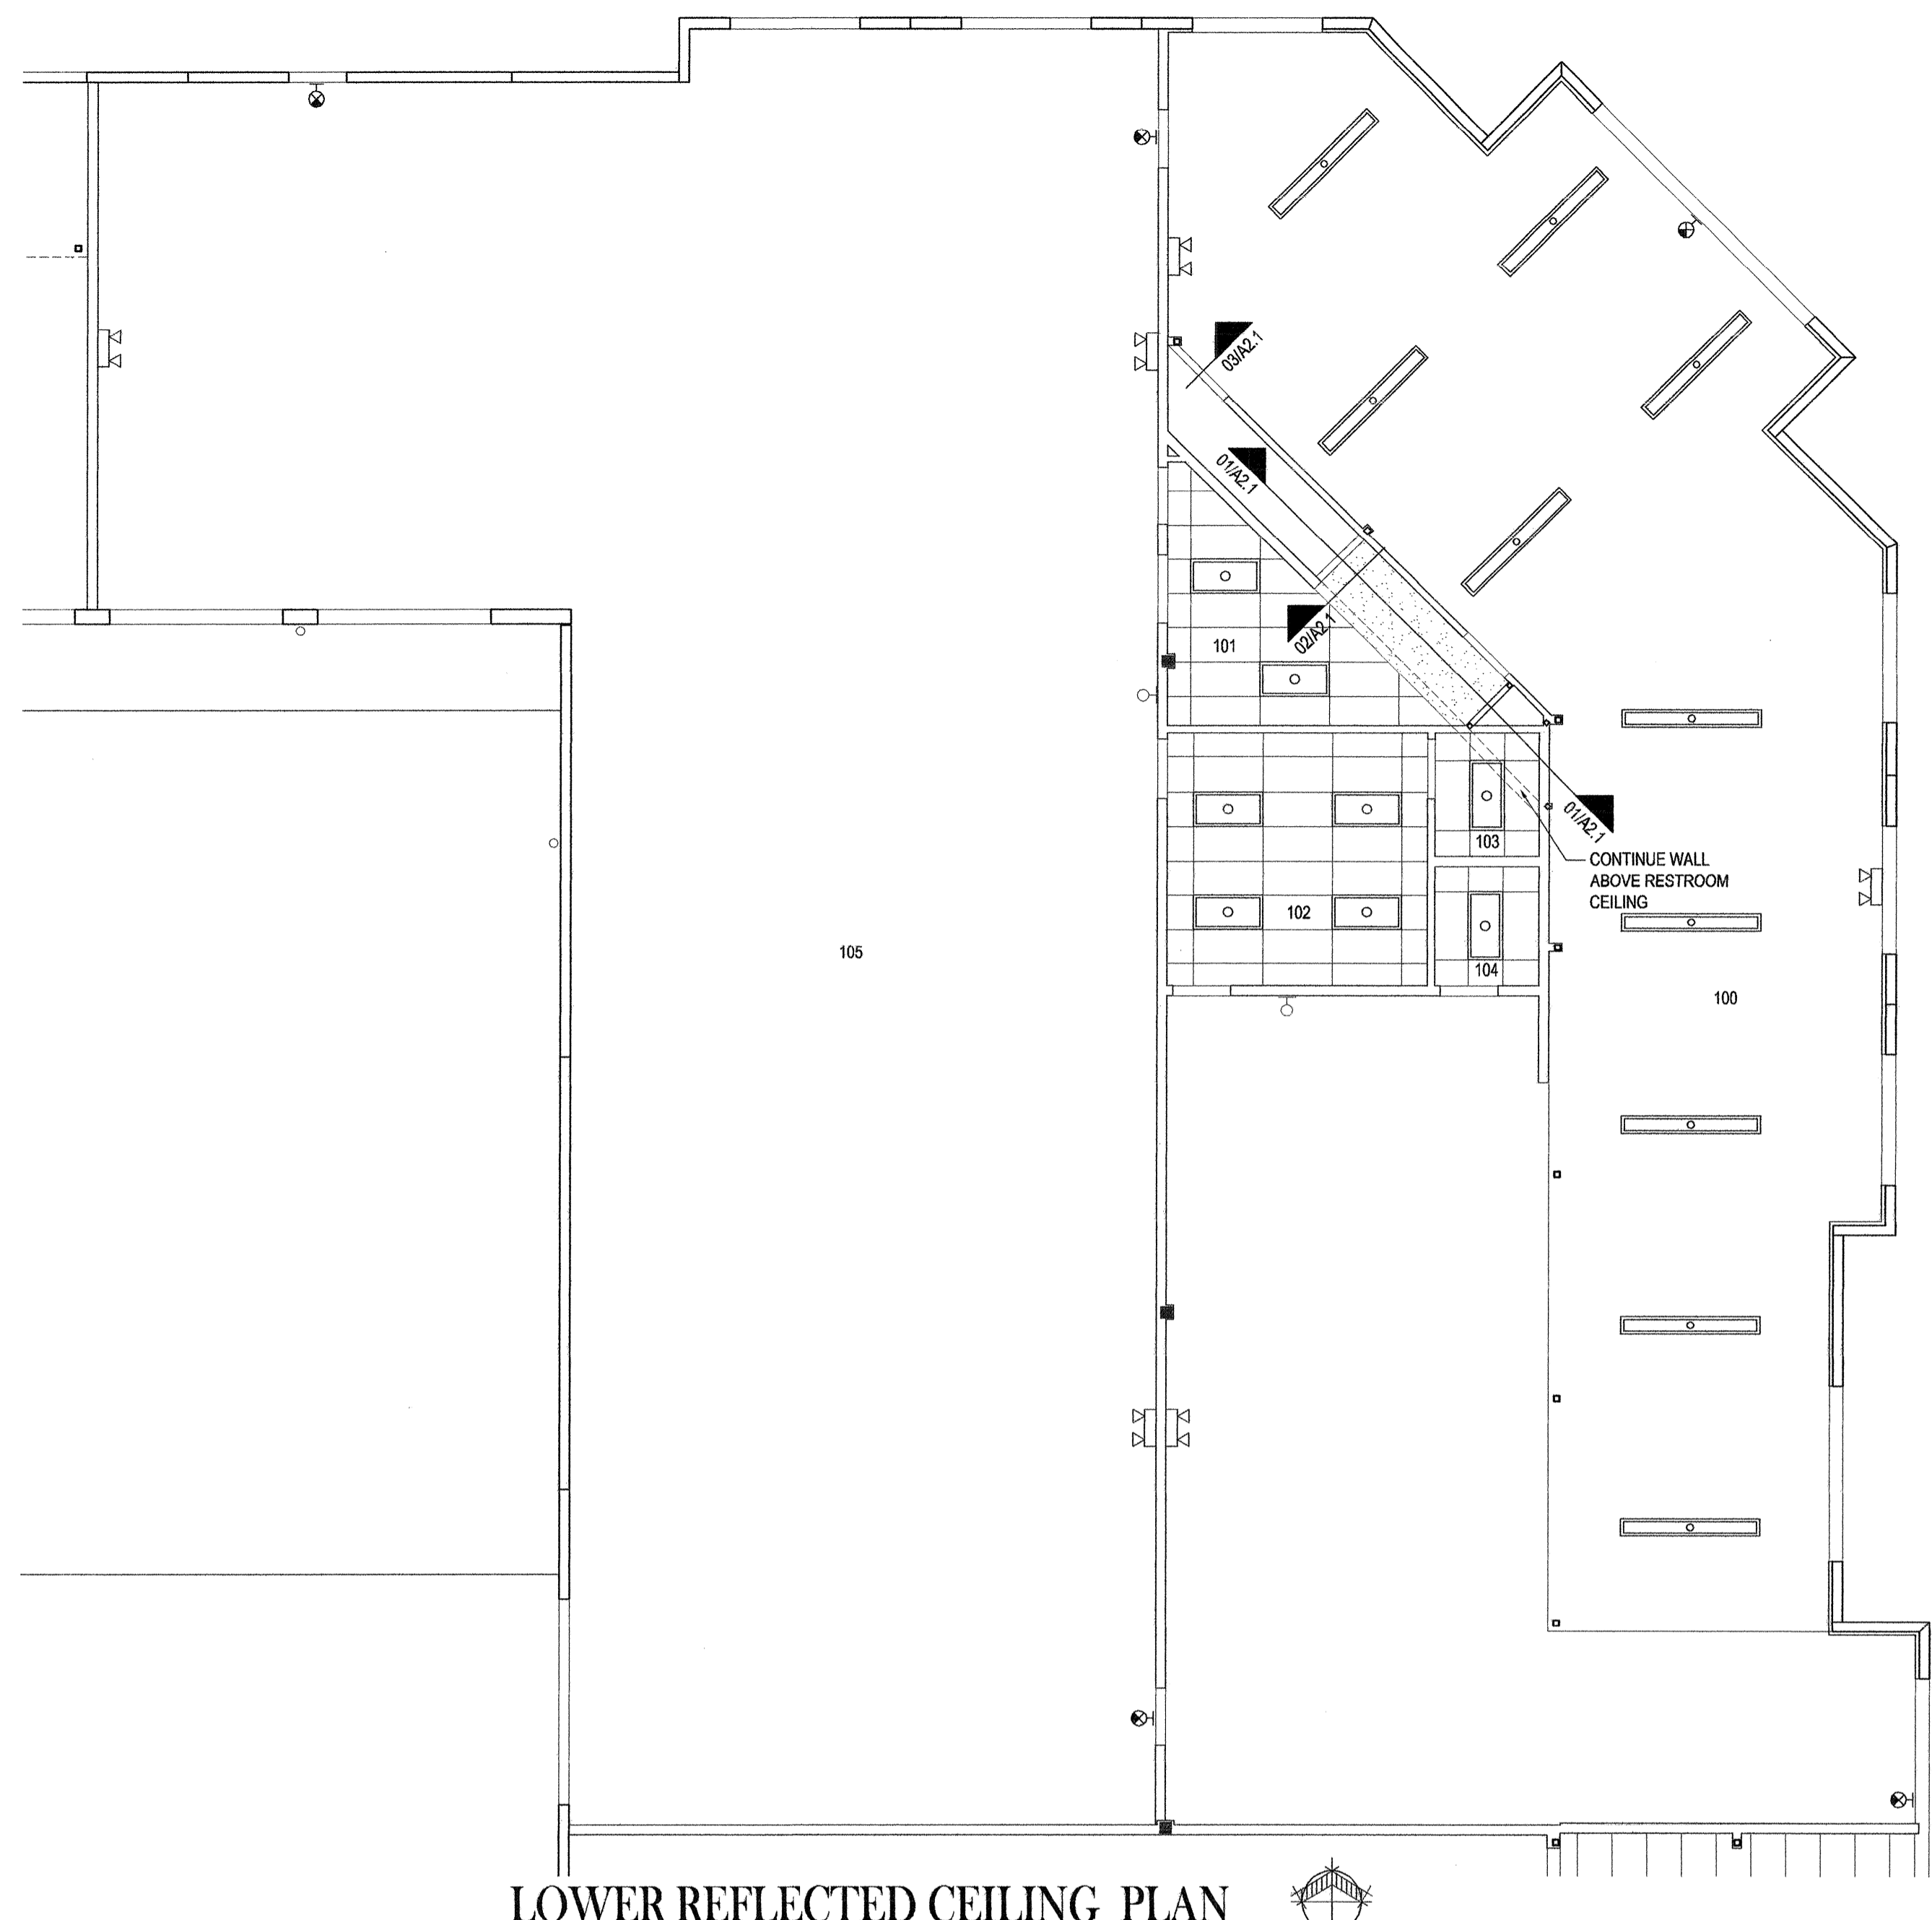 03/A2.1
01/A2.1
02/A2.1
101
01/A2.1
103
CONTINUE WALL
ABOVE RESTROOM
CEILING
102
105
104
100
LOWER REFLECTED CEILING PLAN